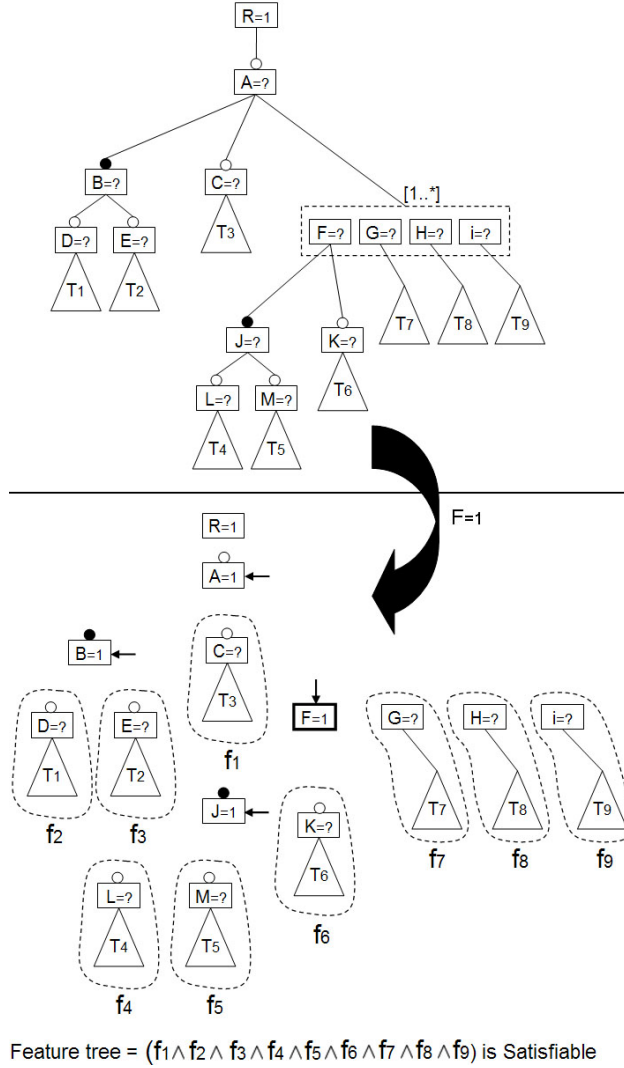 R=1
A=?
B=? C=? [1..*]
D=? E=? T3 F=? G=? H=? i=?
T1 T2 T7 T8 T9
J=? K=?
L=? M=? T6
T4 T5
F=1
R=1
A=1
B=1 C=?
D=? E=? T3 F=1 G=? H=? i=?
T1 T2 f1 T7 T8 T9
f2 f3 J=1 K=? f7 f8 f9
L=? M=? T6
T4 T5 f6
f4 f5
Feature tree = (f1 ∧ f2 ∧ f3 ∧ f4 ∧ f5 ∧ f6 ∧ f7 ∧ f8 ∧ f9) is Satisfiable